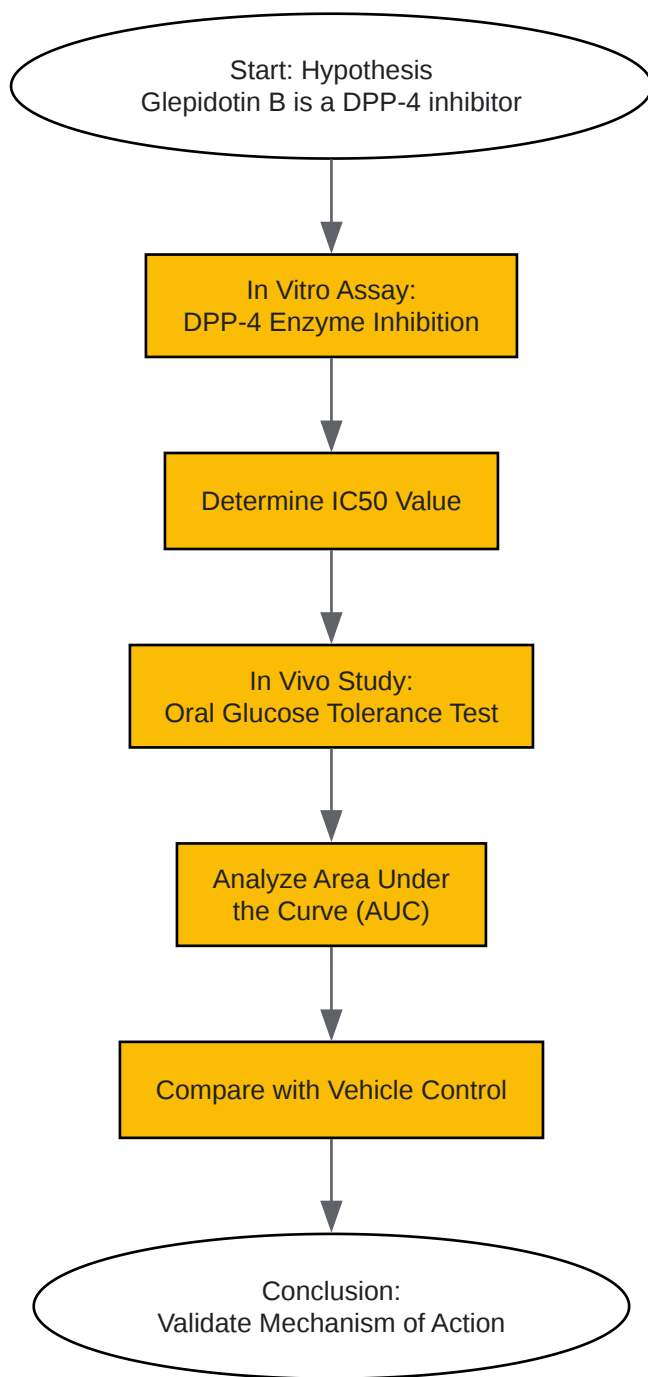 Start: Hypothesis
Glepidotin B is a DPP-4 inhibitor
In Vitro Assay:
DPP-4 Enzyme Inhibition
Determine IC50 Value
In Vivo Study:
Oral Glucose Tolerance Test
Analyze Area Under
the Curve (AUC)
Compare with Vehicle Control
Conclusion:
Validate Mechanism of Action